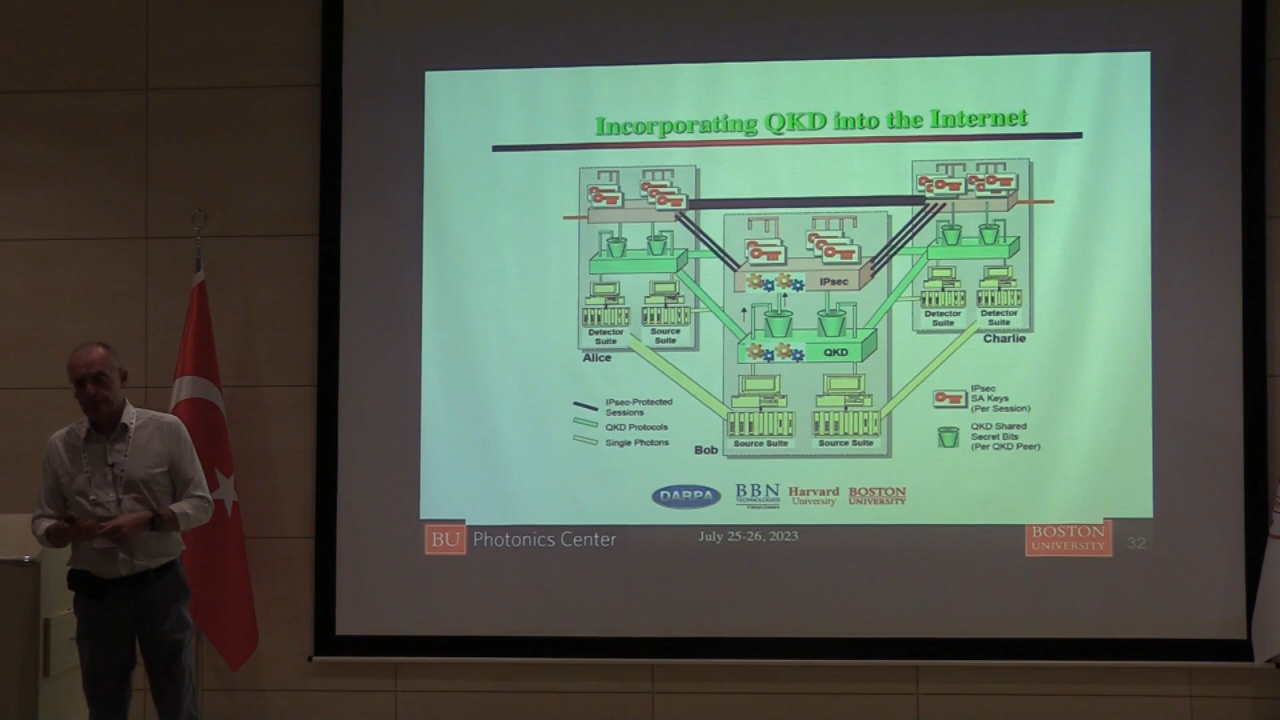 Incorporating QKD into the Internet
IPsec
QKD
Detector
Suite
Source
Suite
Alice
Detector
Suite
Detector
Suite
Charlie
Source Suite
Source Suite
Bob
IPsec-Protected
Sessions
QKD Protocols
Single Photons
IPsec
SA Keys
(Per Session)
QKD Shared
Secret Bits
(Per QKD Peer)
DARPA
BBN
TECHNOLOGIES
Harvard
University
BOSTON
UNIVERSITY
BU Photonics Center
July 25-26, 2023
BOSTON
UNIVERSITY
32